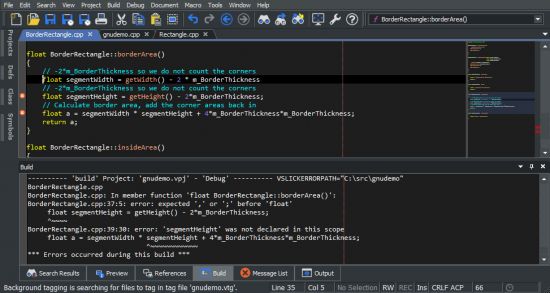 File Edit Search Project Build Debug Document Macro Tools Window Help
BorderRectangle::borderArea()
BorderRectangle.cpp gnudemo.cpp Rectangle.cpp
Projects
Defs
Class
Symbols
float BorderRectangle::borderArea()
{
// -2*m_BorderThickness so we do not count the corners
float segmentWidth = getWidth() - 2 * m_BorderThickness
// -2*m_BorderThickness so we do not count the corners
float segmentHeight = getHeight() - 2*m_BorderThickness;
// Calculate border area, add the corner areas back in
float a = segmentWidth * segmentHeight + 4*m_BorderThickness*m_BorderThickness;
return a;
}
float BorderRectangle::insideArea()
Build
---------- 'build' Project: 'gnudemo.vpj' - 'Debug' ---------- VSLICKERRORPATH="C:\src\gnudemo"
BorderRectangle.cpp
BorderRectangle.cpp: In member function 'float BorderRectangle::borderArea()':
BorderRectangle.cpp:37:5: error: expected ',' or ';' before 'float'
float segmentHeight = getHeight() - 2*m_BorderThickness;
^~~~~
BorderRectangle.cpp:39:30: error: 'segmentHeight' was not declared in this scope
float a = segmentWidth * segmentHeight + 4*m_BorderThickness*m_BorderThickness;
^~~~~~~~~~~~~
*** Errors occurred during this build ***
Search Results Preview References Build Message List Output
Background tagging is searching for files to tag in tag file 'gnudemo.vtg'. Line 35 Col 5 No Selection RW REC Ins CRLF ACP 66